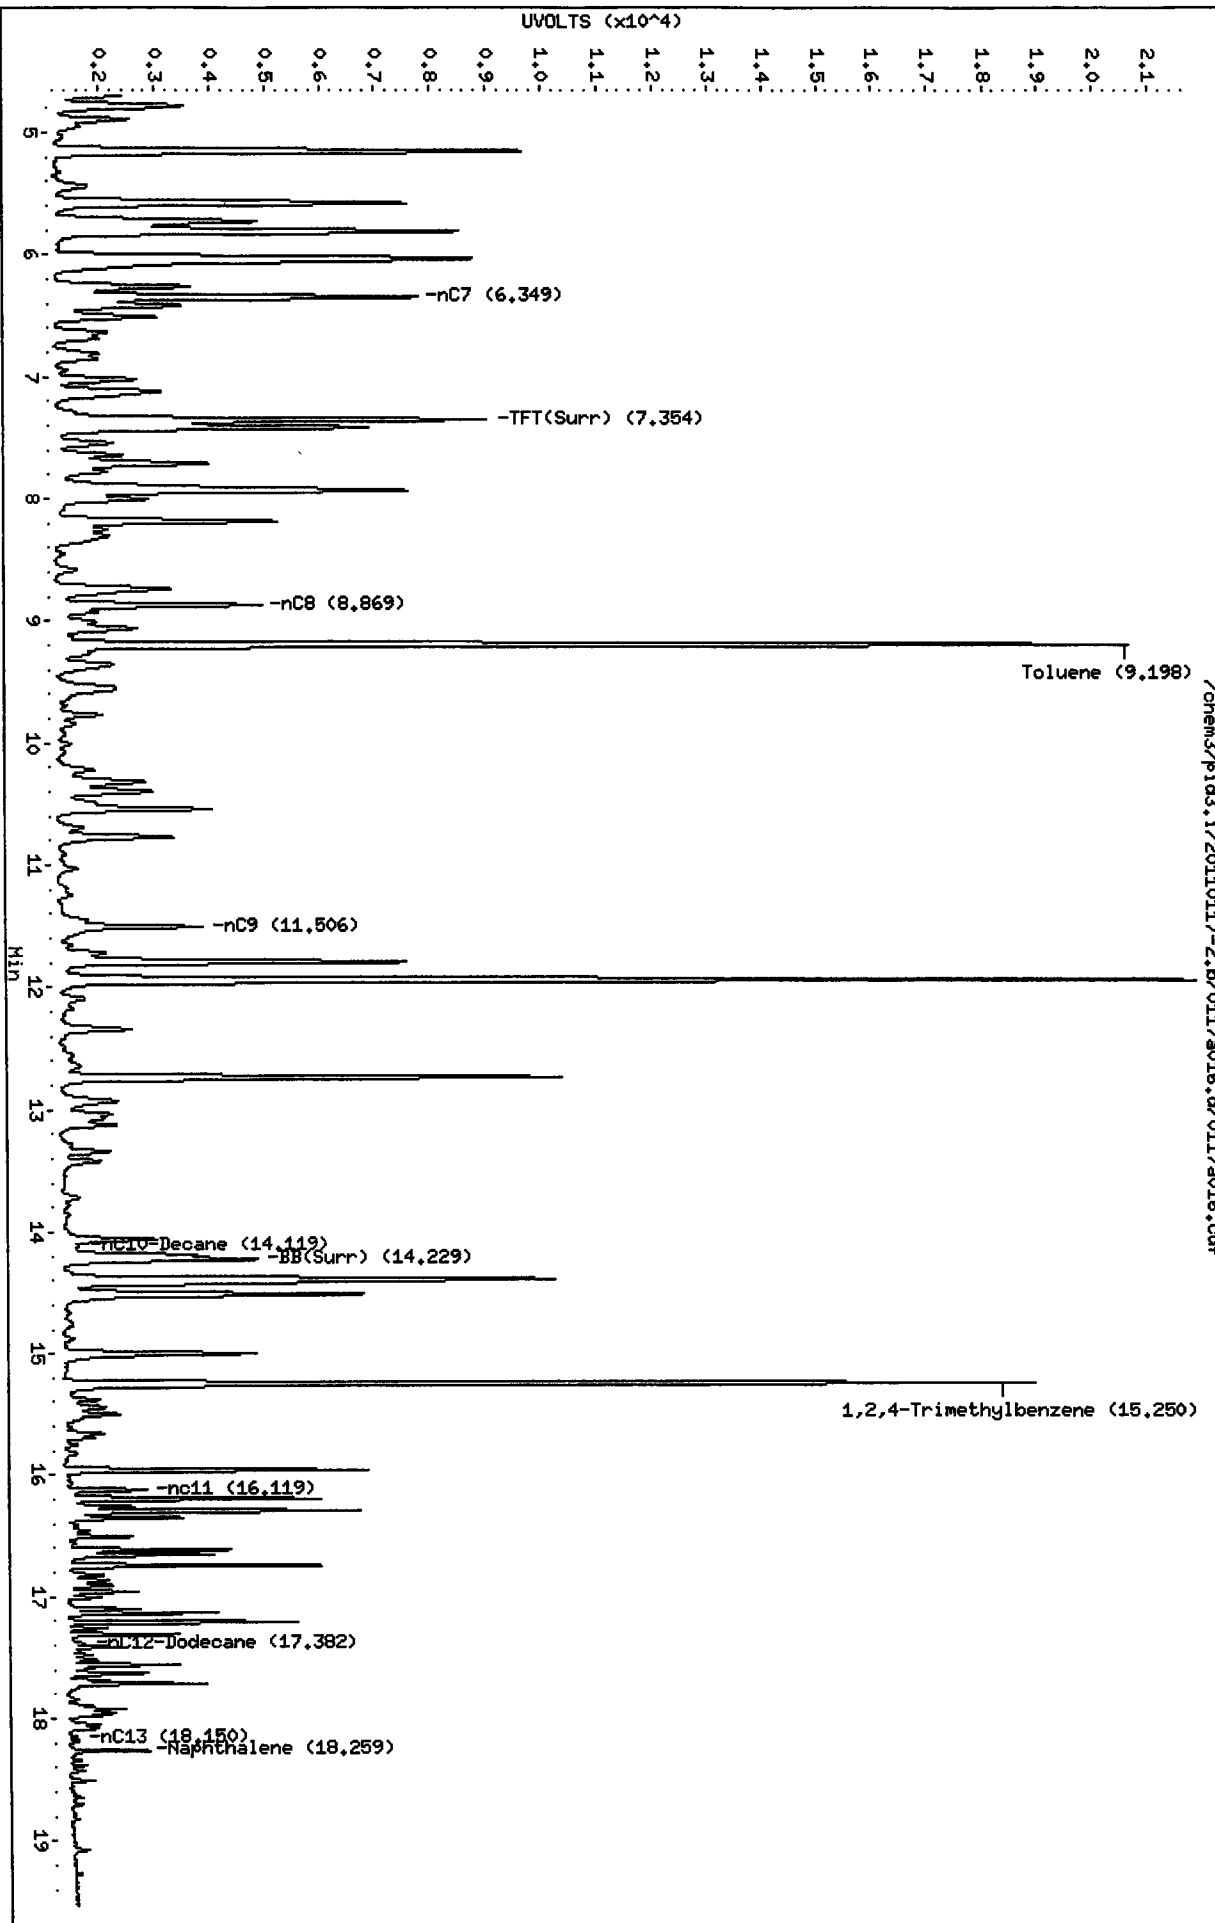 UVOLTS (x10^4)
0.2
0.3
0.4
0.5
0.6
0.7
0.8
0.9
1.0
1.1
1.2
1.3
1.4
1.5
1.6
1.7
1.8
1.9
2.0
2.1
5
6
-nC7 (6.349)
7
-TFT(Surr) (7.354)
8
-nC8 (8.869)
9
Toluene (9.198)
10
11
-nC9 (11.506)
Min
12
13
14
-nC10-Decane (14.119)
-BB(Surr) (14.229)
15
1,2,4-Trimethylbenzene (15.250)
16
-nc11 (16.119)
17
-nC12-Dodecane (17.382)
18
-nC13 (18.150)
-Naphthalene (18.259)
19